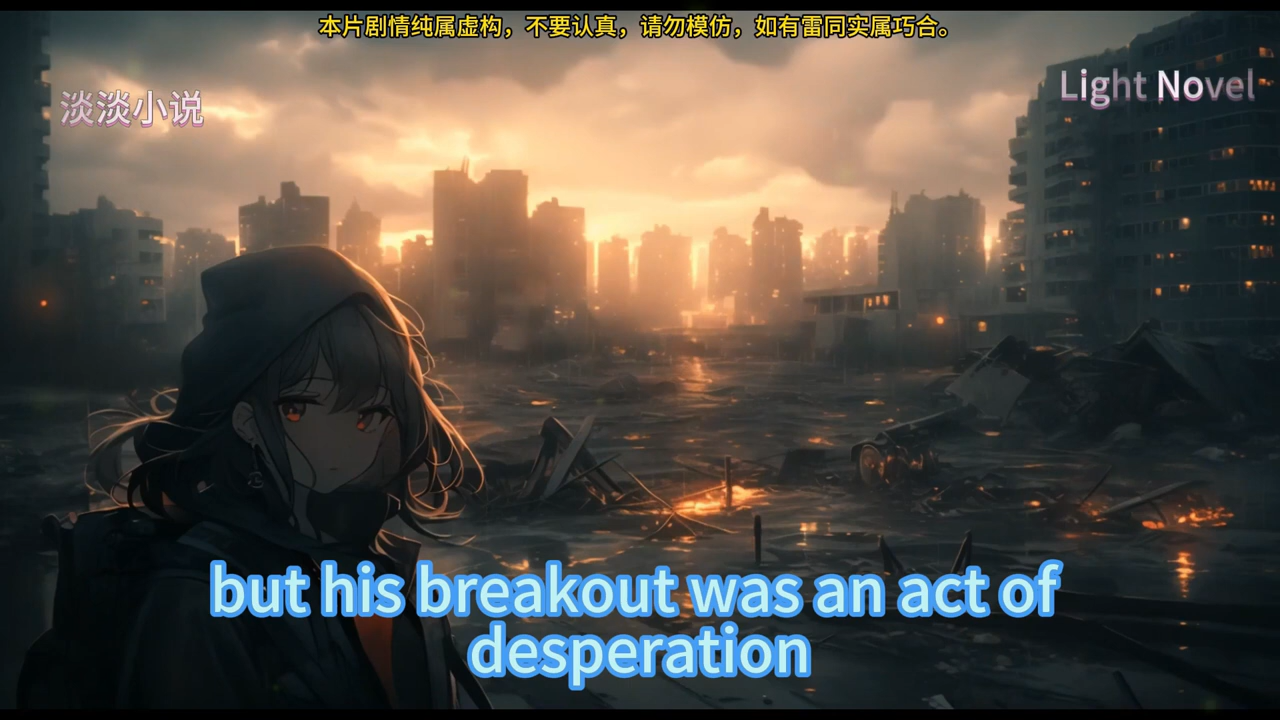 本片剧情纯属虚构，不要认真，请勿模仿，如有雷同实属巧合。
淡淡小说
Light Novel
but his breakout was an act of
desperation